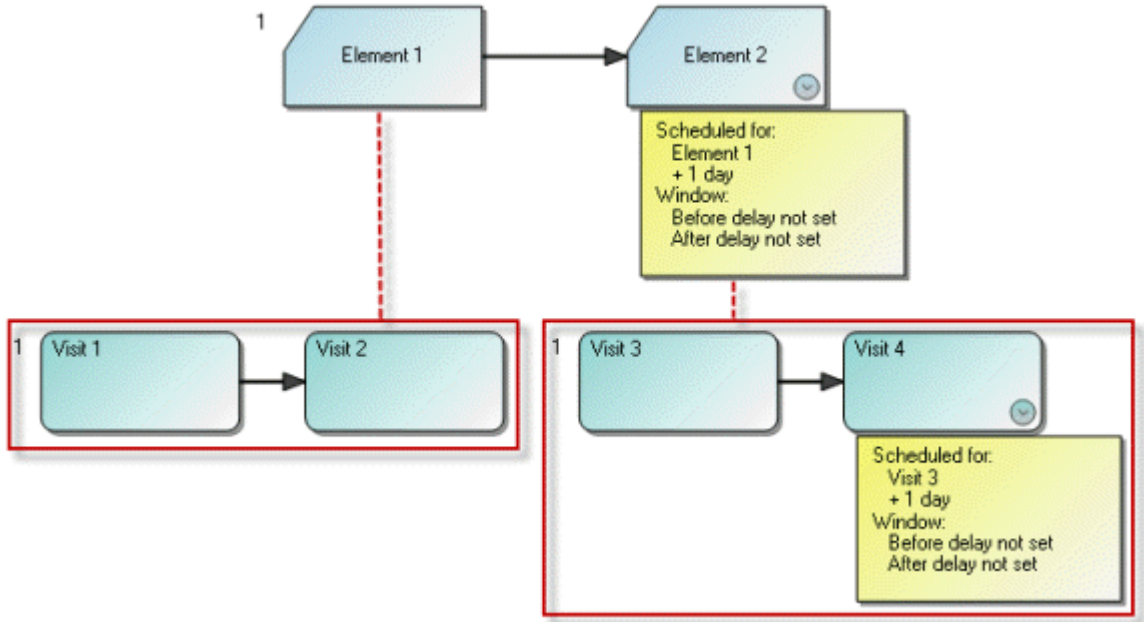 1
Element 1
Element 2
Scheduled for:
Element 1
+ 1 day
Window:
Before delay not set
After delay not set
1
Visit 1
Visit 2
1
Visit 3
Visit 4
Scheduled for:
Visit 3
+ 1 day
Window:
Before delay not set
After delay not set